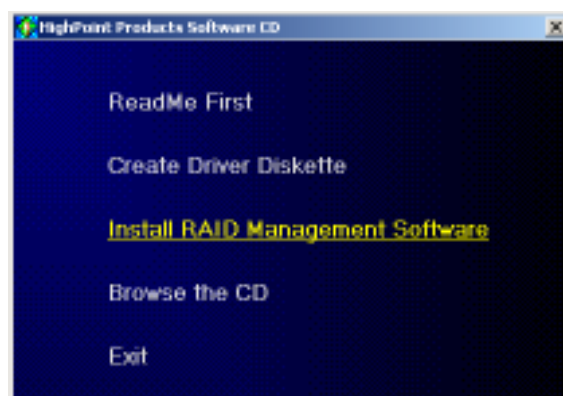 HighPoint Products Software CD
ReadMe First
Create Driver Diskette
Install RAID Management Software
Browse the CD
Exit